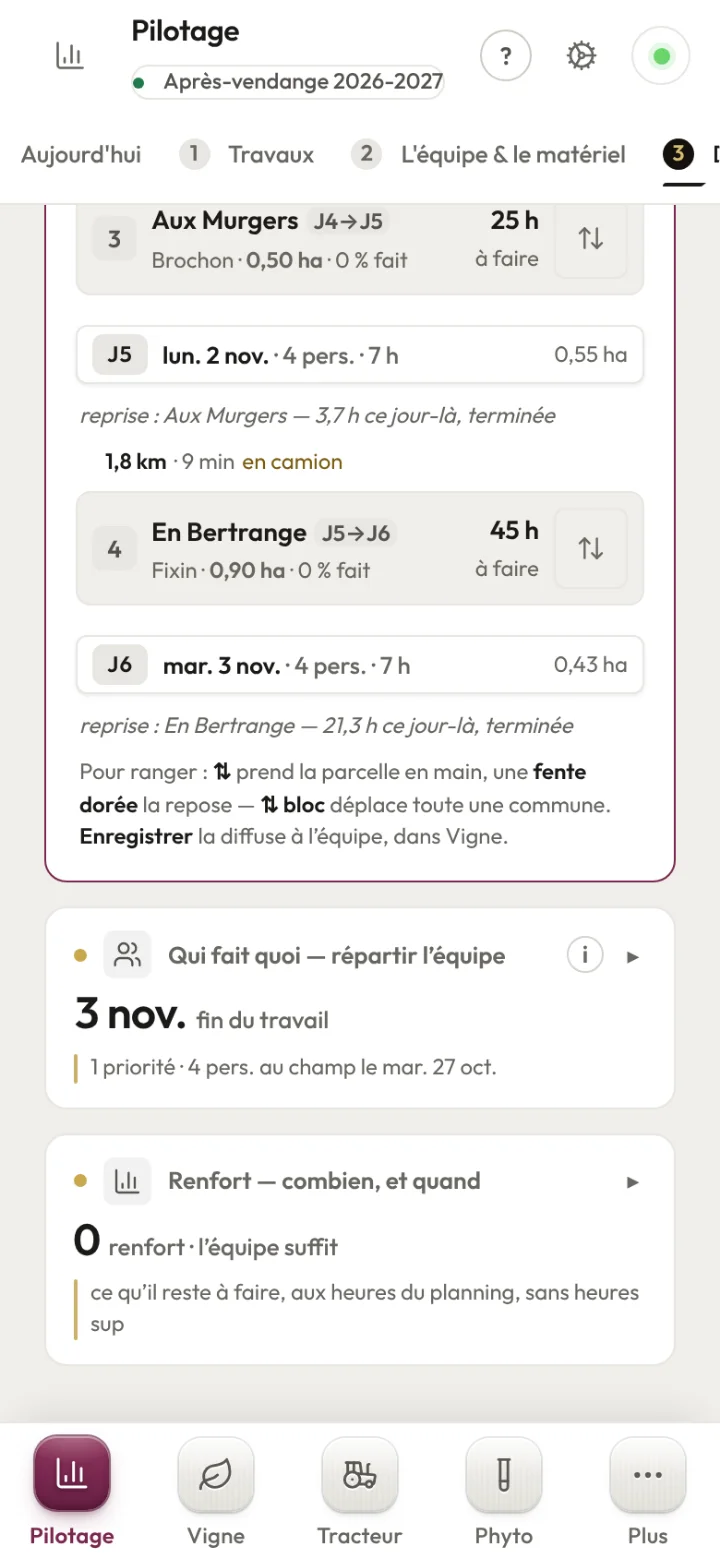 Pilotage
Après-vendange 2026-2027
?
Aujourd'hui 1 Travaux 2 L'équipe & le matériel 3
3 Aux Murgers J4→J5 25 h
Brochon · 0,50 ha · 0 % fait à faire
J5 lun. 2 nov. · 4 pers. · 7 h 0,55 ha
reprise : Aux Murgers — 3,7 h ce jour-là, terminée
1,8 km · 9 min en camion
4 En Bertrange J5→J6 45 h
Fixin · 0,90 ha · 0 % fait à faire
J6 mar. 3 nov. · 4 pers. · 7 h 0,43 ha
reprise : En Bertrange — 21,3 h ce jour-là, terminée
Pour ranger : ⇅ prend la parcelle en main, une fente
dorée la repose — ⇅ bloc déplace toute une commune.
Enregistrer la diffuse à l’équipe, dans Vigne.
Qui fait quoi — répartir l’équipe i ▸
3 nov. fin du travail
1 priorité · 4 pers. au champ le mar. 27 oct.
Renfort — combien, et quand ▸
0 renfort · l’équipe suffit
ce qu’il reste à faire, aux heures du planning, sans heures
sup
Pilotage Vigne Tracteur Phyto Plus